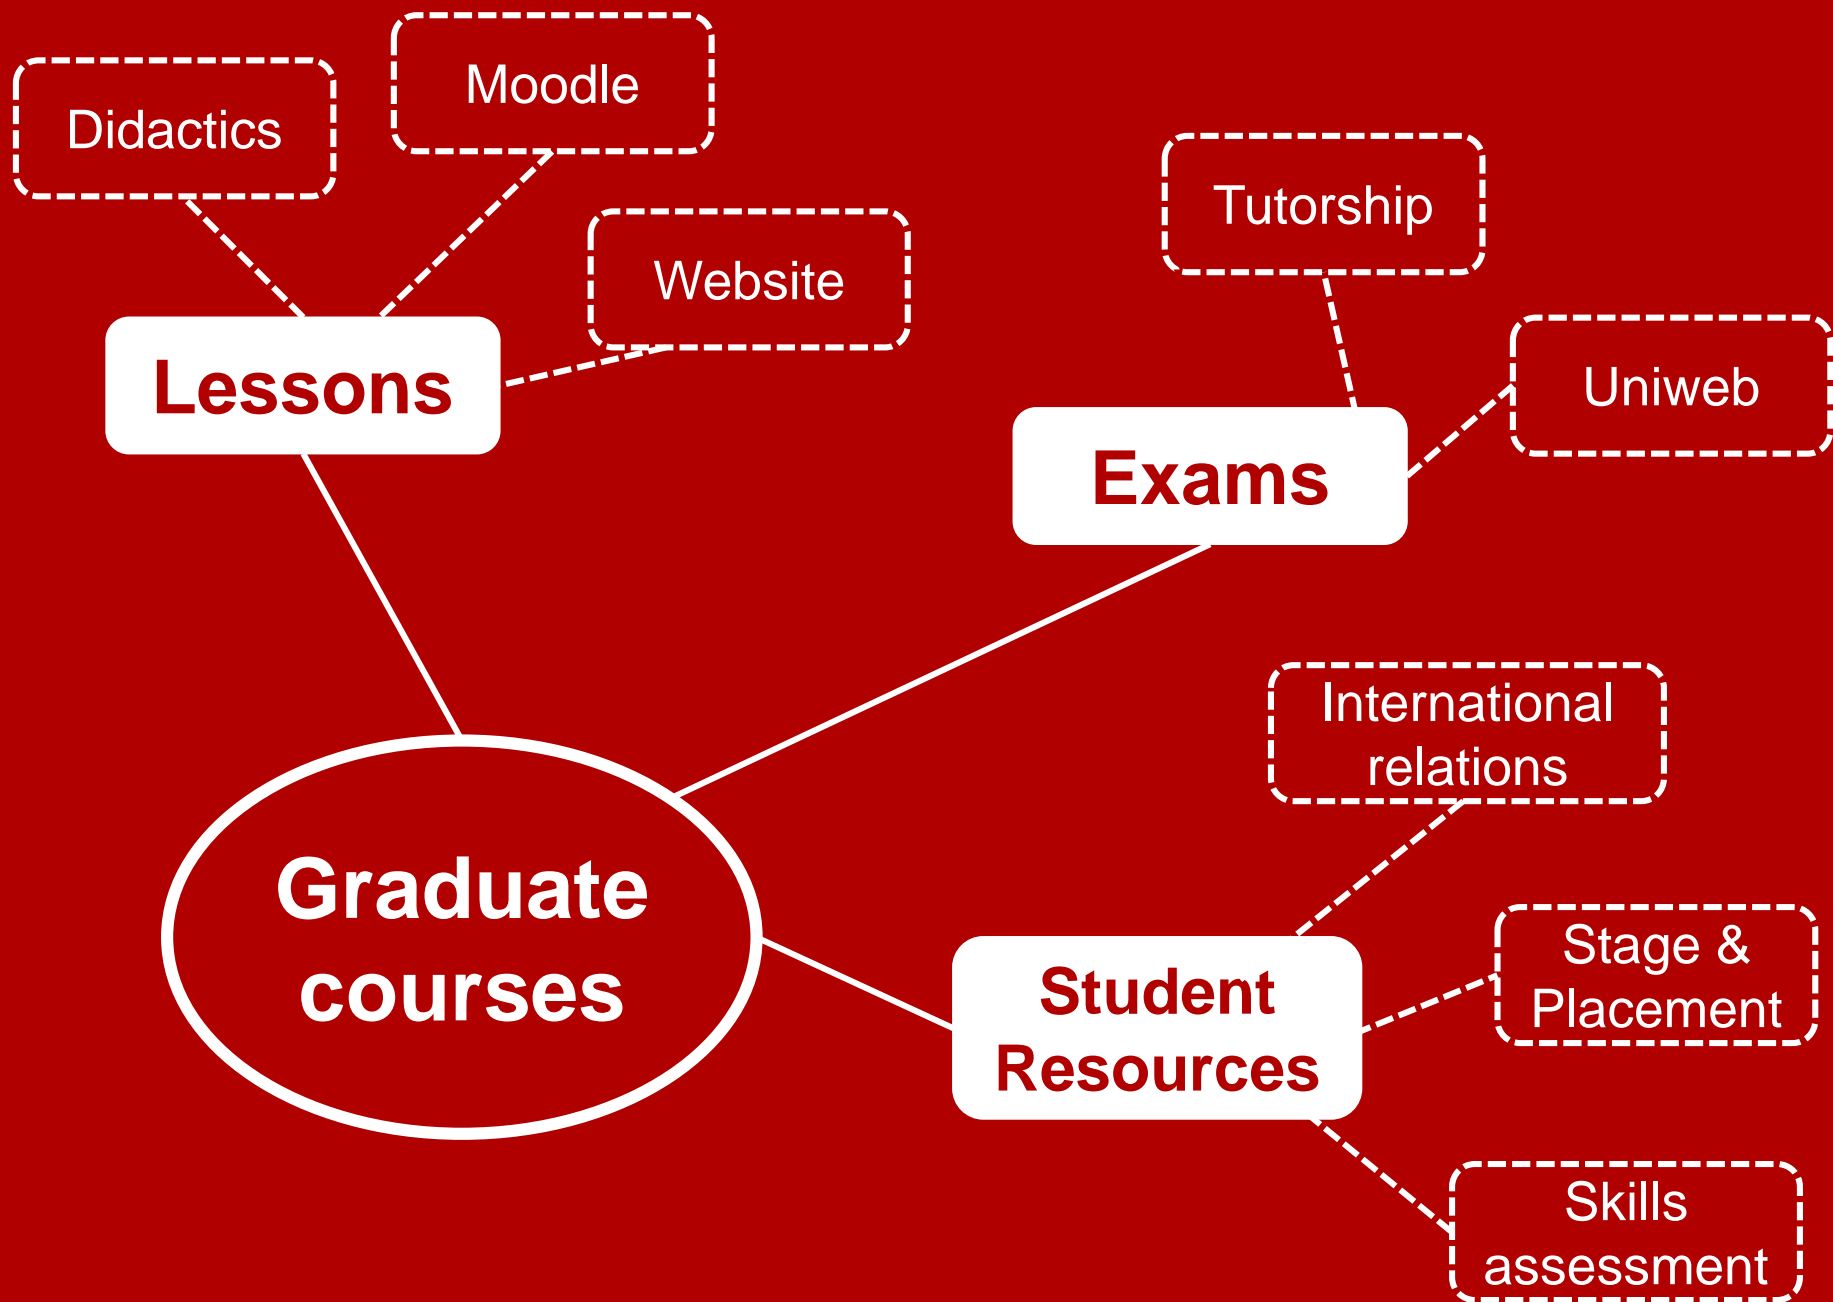 Didactics
Moodle
Website
Lessons
Tutorship
Uniweb
Exams
Graduate
courses
International
relations
Stage &
Placement
Student
Resources
Skills
assessment